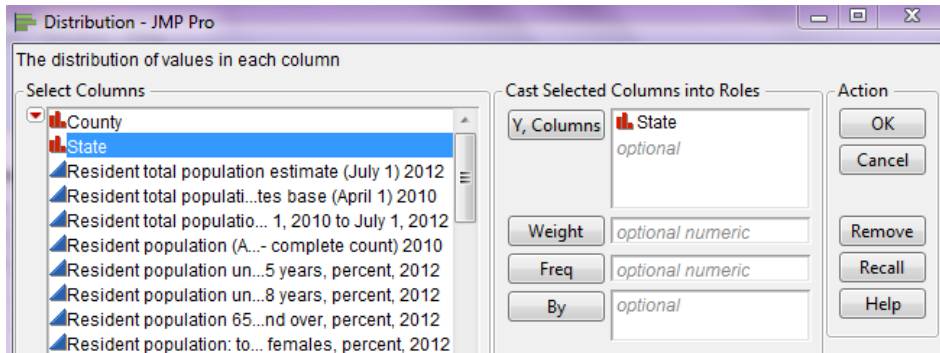 Distribution - JMP Pro
The distribution of values in each column
Select Columns
County
State
Resident total population estimate (July 1) 2012
Resident total populati...tes base (April 1) 2010
Resident total populatio... 1, 2010 to July 1, 2012
Resident population (A...- complete count) 2010
Resident population un...5 years, percent, 2012
Resident population un...8 years, percent, 2012
Resident population 65...nd over, percent, 2012
Resident population: to... females, percent, 2012
Cast Selected Columns into Roles
Y, Columns
State
optional
Weight
optional numeric
Freq
optional numeric
By
optional
Action
OK
Cancel
Remove
Recall
Help